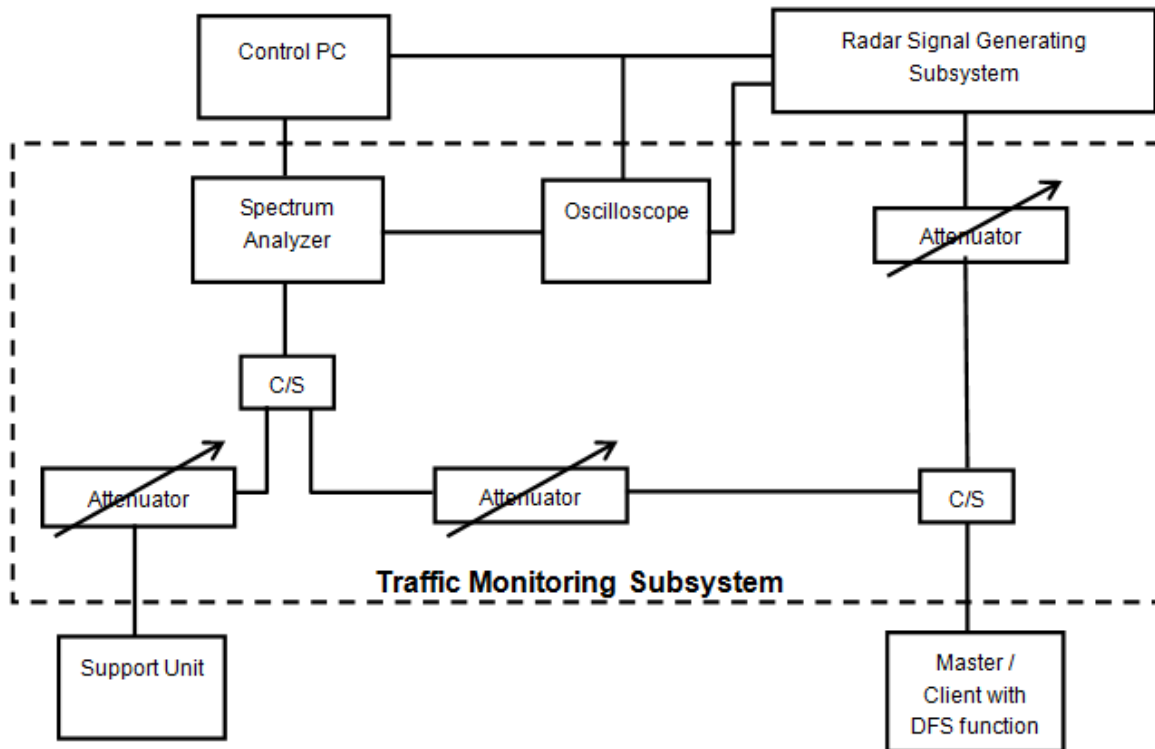 Control PC
Radar Signal Generating
Subsystem
Spectrum
Analyzer
Oscilloscope
Attenuator
C/S
Attenuator
Attenuator
C/S
Traffic Monitoring Subsystem
Support Unit
Master /
Client with
DFS function